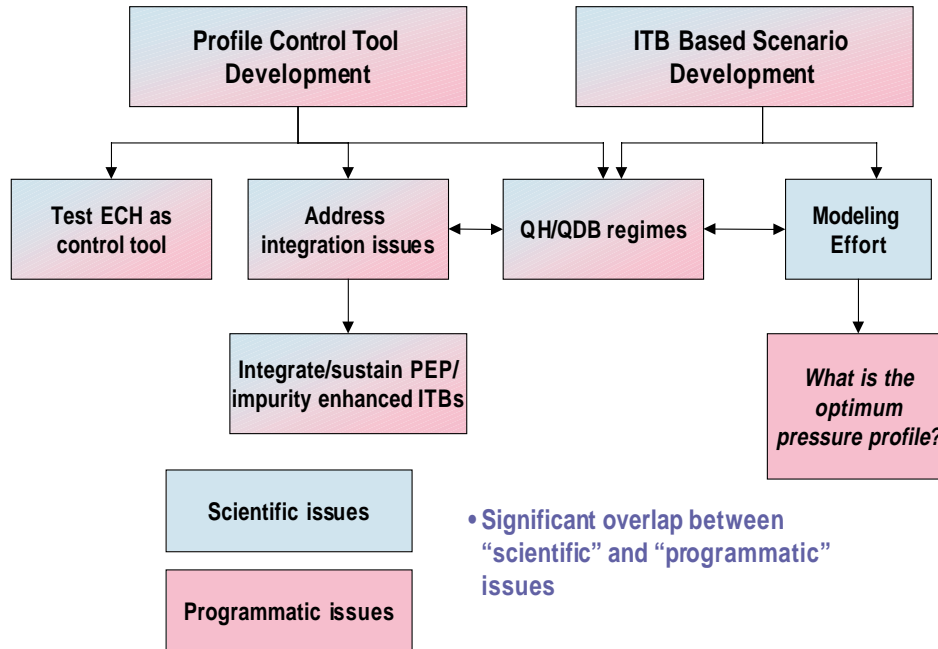 Profile Control Tool
Development
ITB Based Scenario
Development
Test ECH as
control tool
Address
integration issues
QH/QDB regimes
Modeling
Effort
Integrate/sustain PEP/
impurity enhanced ITBs
What is the
optimum
pressure profile?
Scientific issues
Programmatic issues
• Significant overlap between
“scientific” and “programmatic”
issues